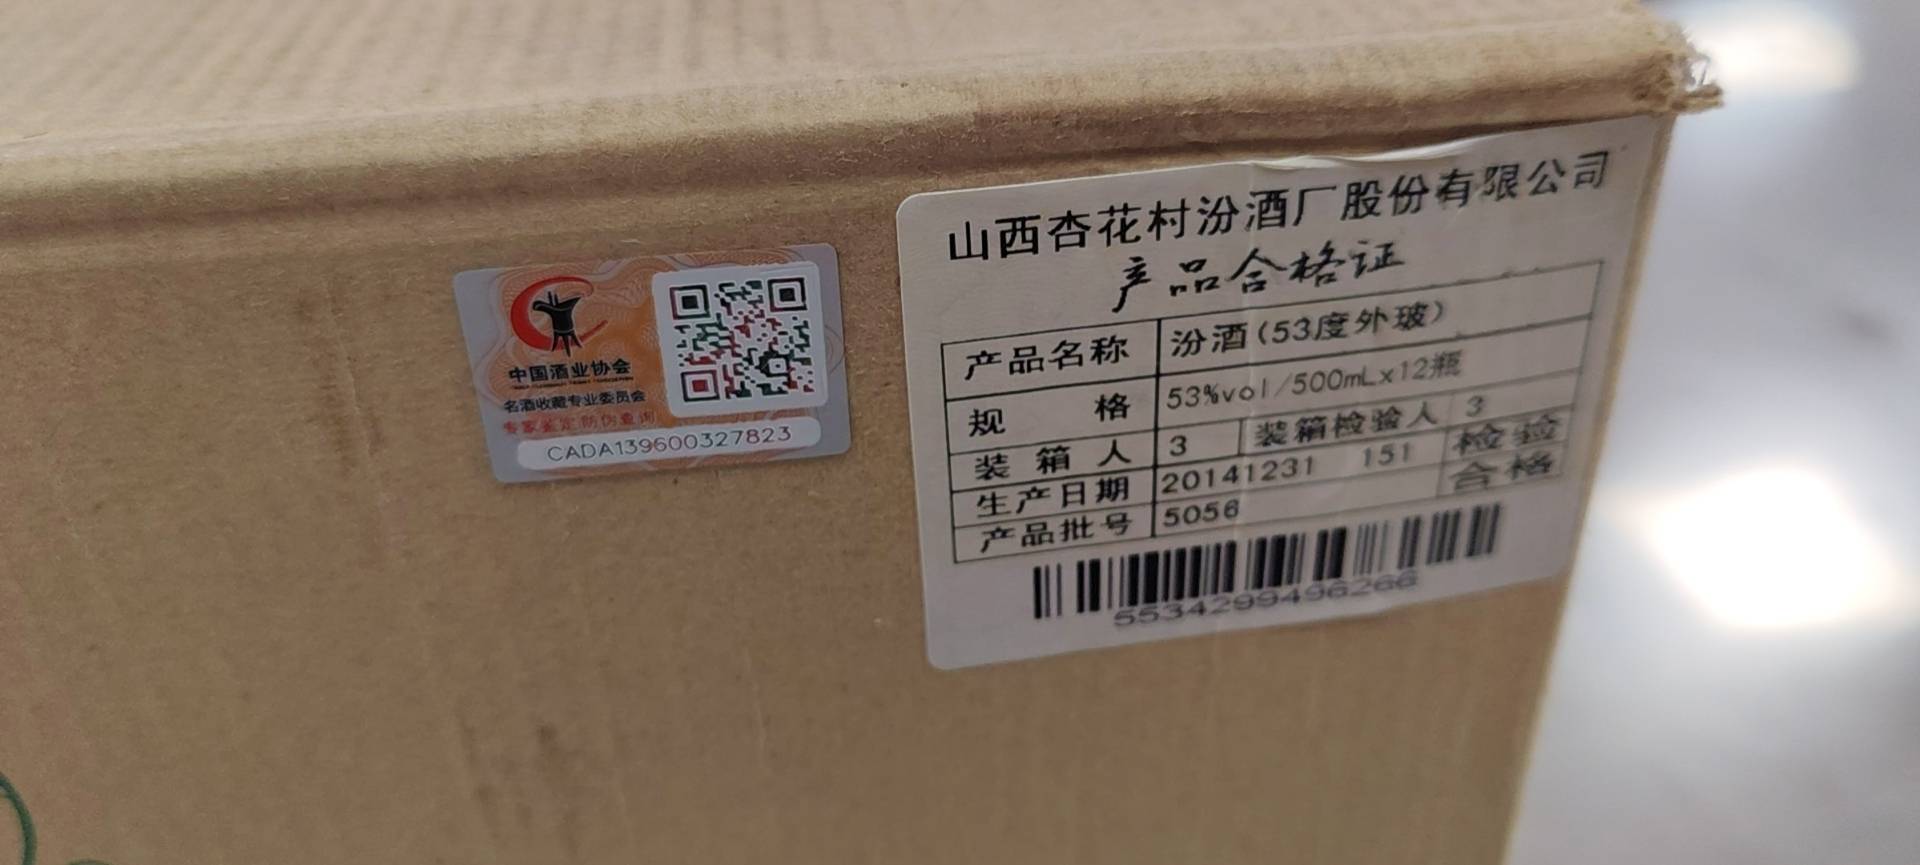 中国酒业协会
名酒收藏专业委员会
专家鉴定防伪查询
CADA139600327823
山西杏花村汾酒厂股份有限公司
产品合格证
产品名称 汾酒(53度外玻)
规格 53%vol/500mL×12瓶
装箱人 3 装箱检验人 3
生产日期 20141231 151 检验
产品批号 5056 合格
5534299496266